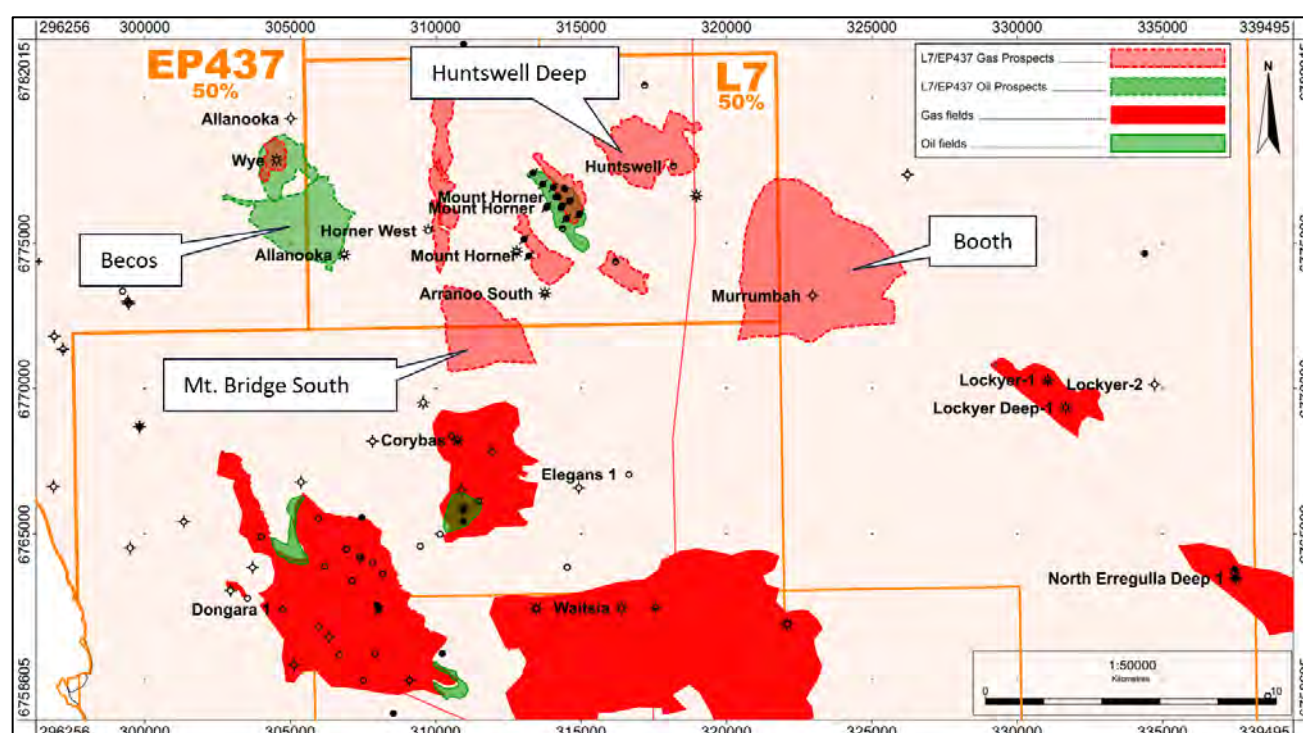 296256
300000
305000
310000
315000
320000
325000
330000
335000
339495
6782015
EP437
50%
Huntswell Deep
L7
50%
L7/EP437 Gas Prospects
L7/EP437 Oil Prospects
Gas fields
Oil fields
N
Allanooka
Wye
Huntswell
Mount Horner
Mount Horner
Horner West
Becos
Allanooka
Mount Horner
Booth
6775000
6775000
Arranoo South
Murrumbah
Mt. Bridge South
6770000
6770000
Lockyer-1
Lockyer-2
Lockyer Deep-1
Corybas
Elegans 1
6765000
6765000
North Erregulla Deep 1
Dongara 1
Waitsia
1:50000
Kilometres
0
10
6758605
296256
300000
305000
310000
315000
320000
325000
330000
335000
339495